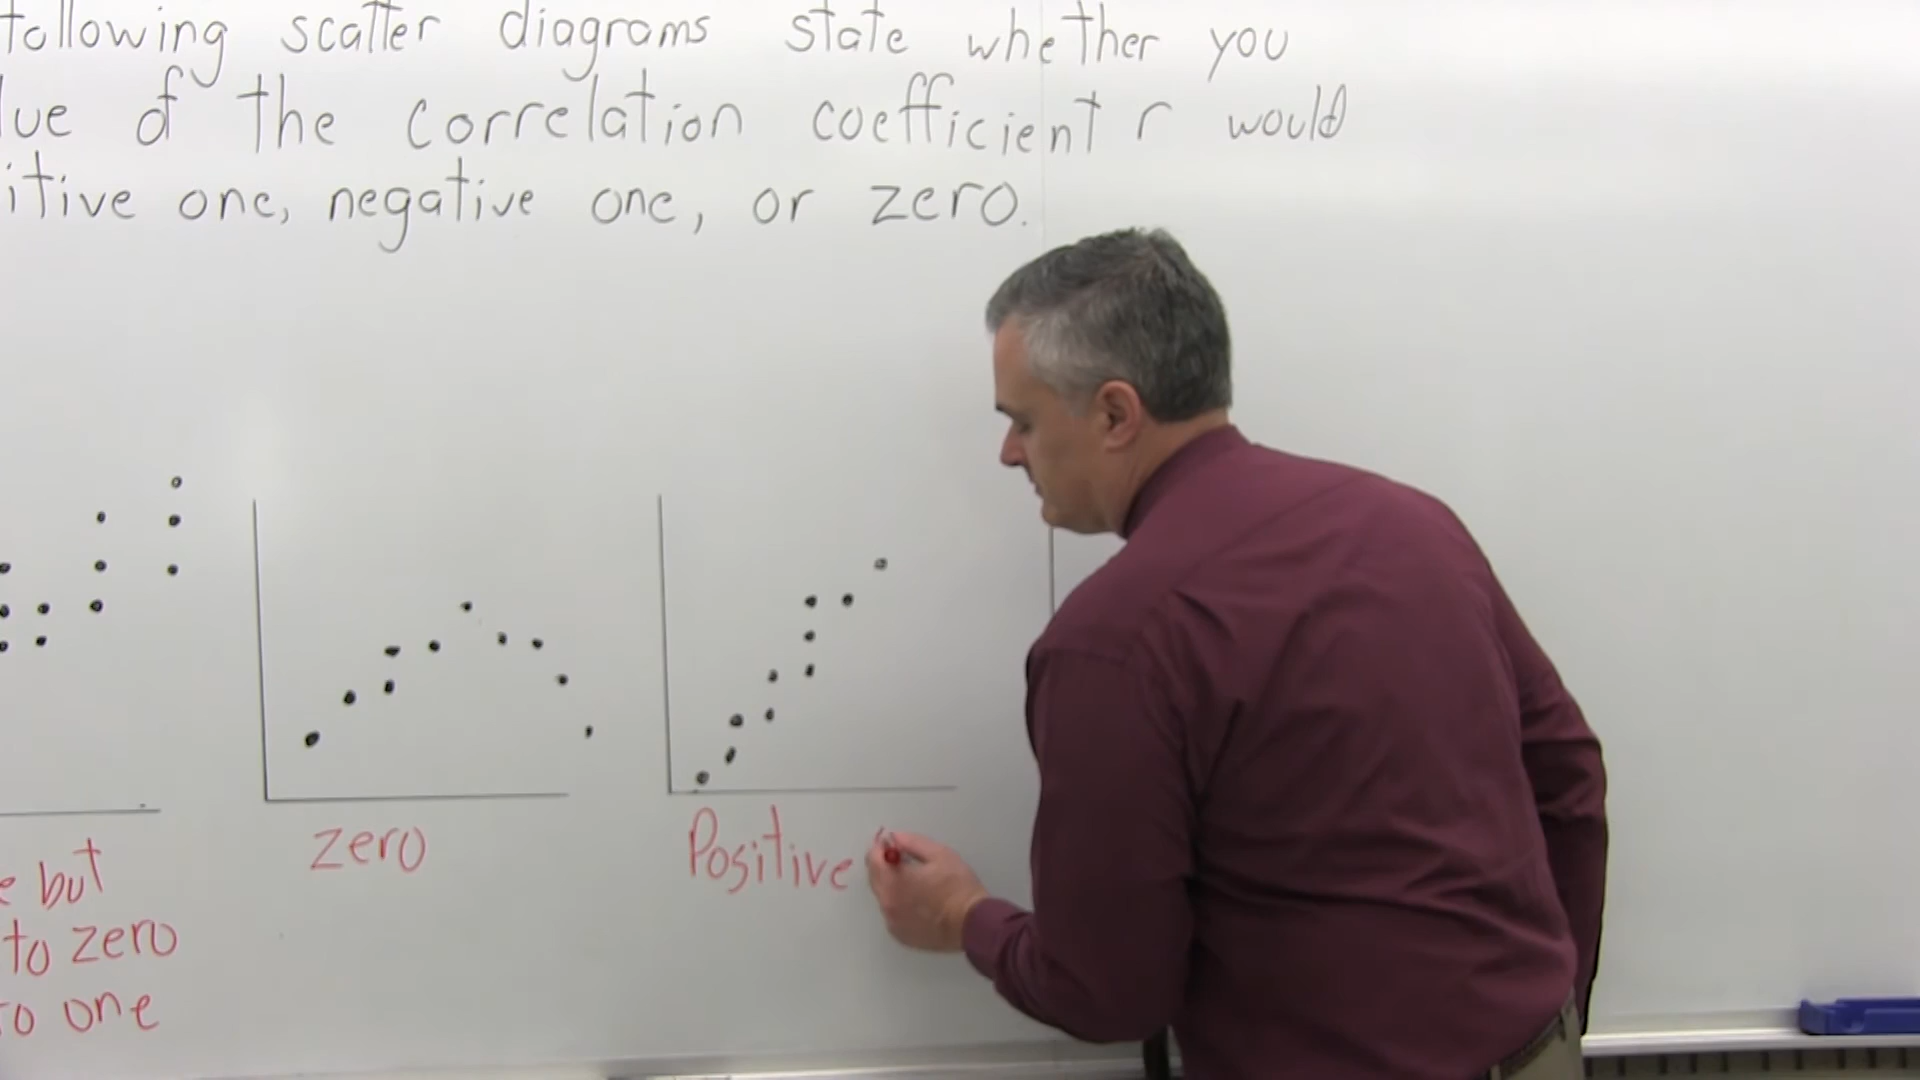 following scatter diagrams state whether you
lue of the correlation coefficient r would
itive one, negative one, or zero.
zero
Positive
e but
to zero
to one